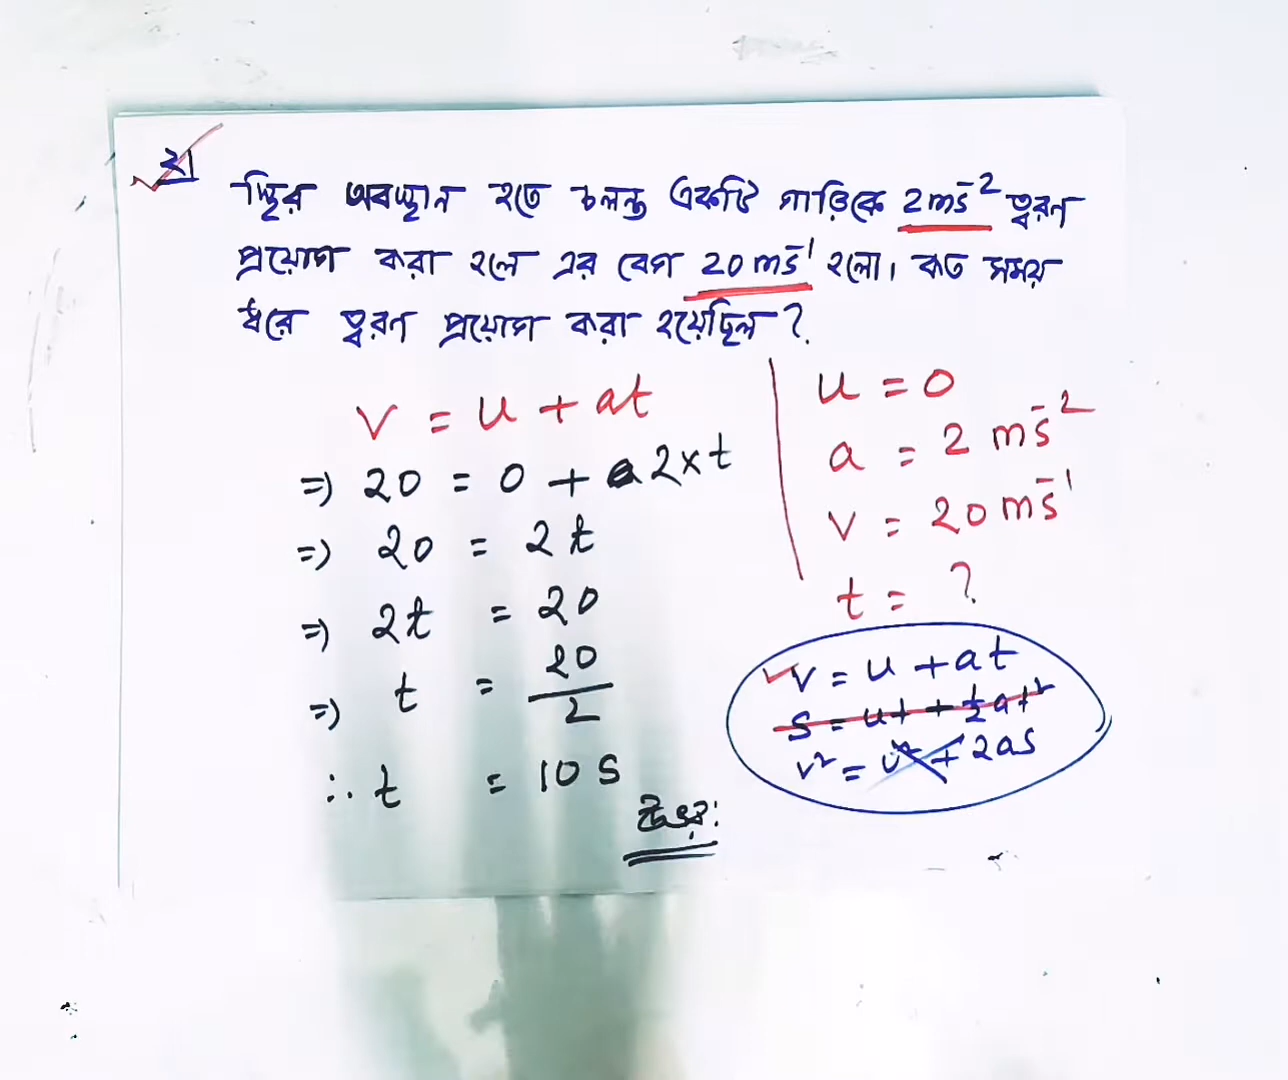 ২।
স্থির অবস্থান হতে চলন্ত একটি গাড়িকে 2ms⁻² ত্বরণ
প্রয়োগ করা হলে এর বেগ 20ms⁻¹ হলো। কত সময়
ধরে ত্বরণ প্রয়োগ করা হয়েছিল?
v = u + at
⇒ 20 = 0 + 2×t
⇒ 20 = 2t
⇒ 2t = 20
⇒ t = 20/2
∴ t = 10 s
উত্তর:
u = 0
a = 2 ms⁻²
v = 20ms⁻¹
t = ?
v = u + at
s = ut + ½at²
v² = u² + 2as